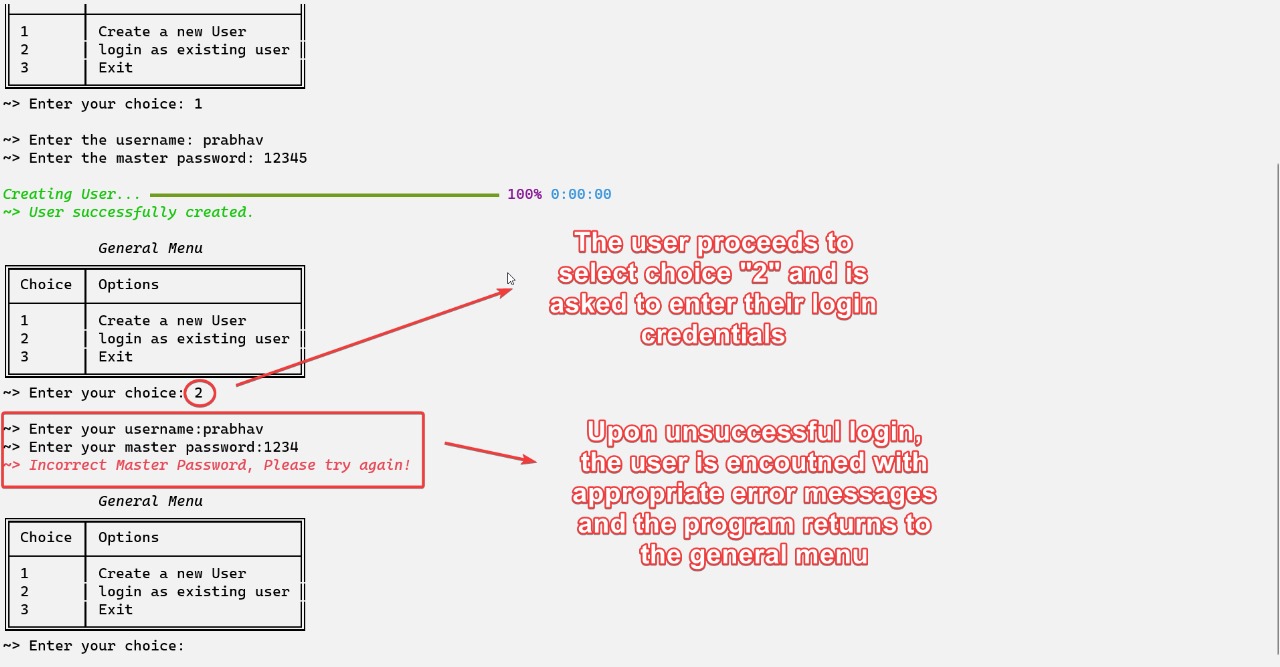 1 Create a new User
2 login as existing user
3 Exit
~> Enter your choice: 1
~> Enter the username: prabhav
~> Enter the master password: 12345
Creating User... 100% 0:00:00
~> User successfully created.
General Menu
Choice Options
1 Create a new User
2 login as existing user
3 Exit
~> Enter your choice: 2
~> Enter your username:prabhav
~> Enter your master password:1234
~> Incorrect Master Password, Please try again!
General Menu
Choice Options
1 Create a new User
2 login as existing user
3 Exit
~> Enter your choice:
The user proceeds to
select choice "2" and is
asked to enter their login
credentials
Upon unsuccessful login,
the user is encoutned with
appropriate error messages
and the program returns to
the general menu